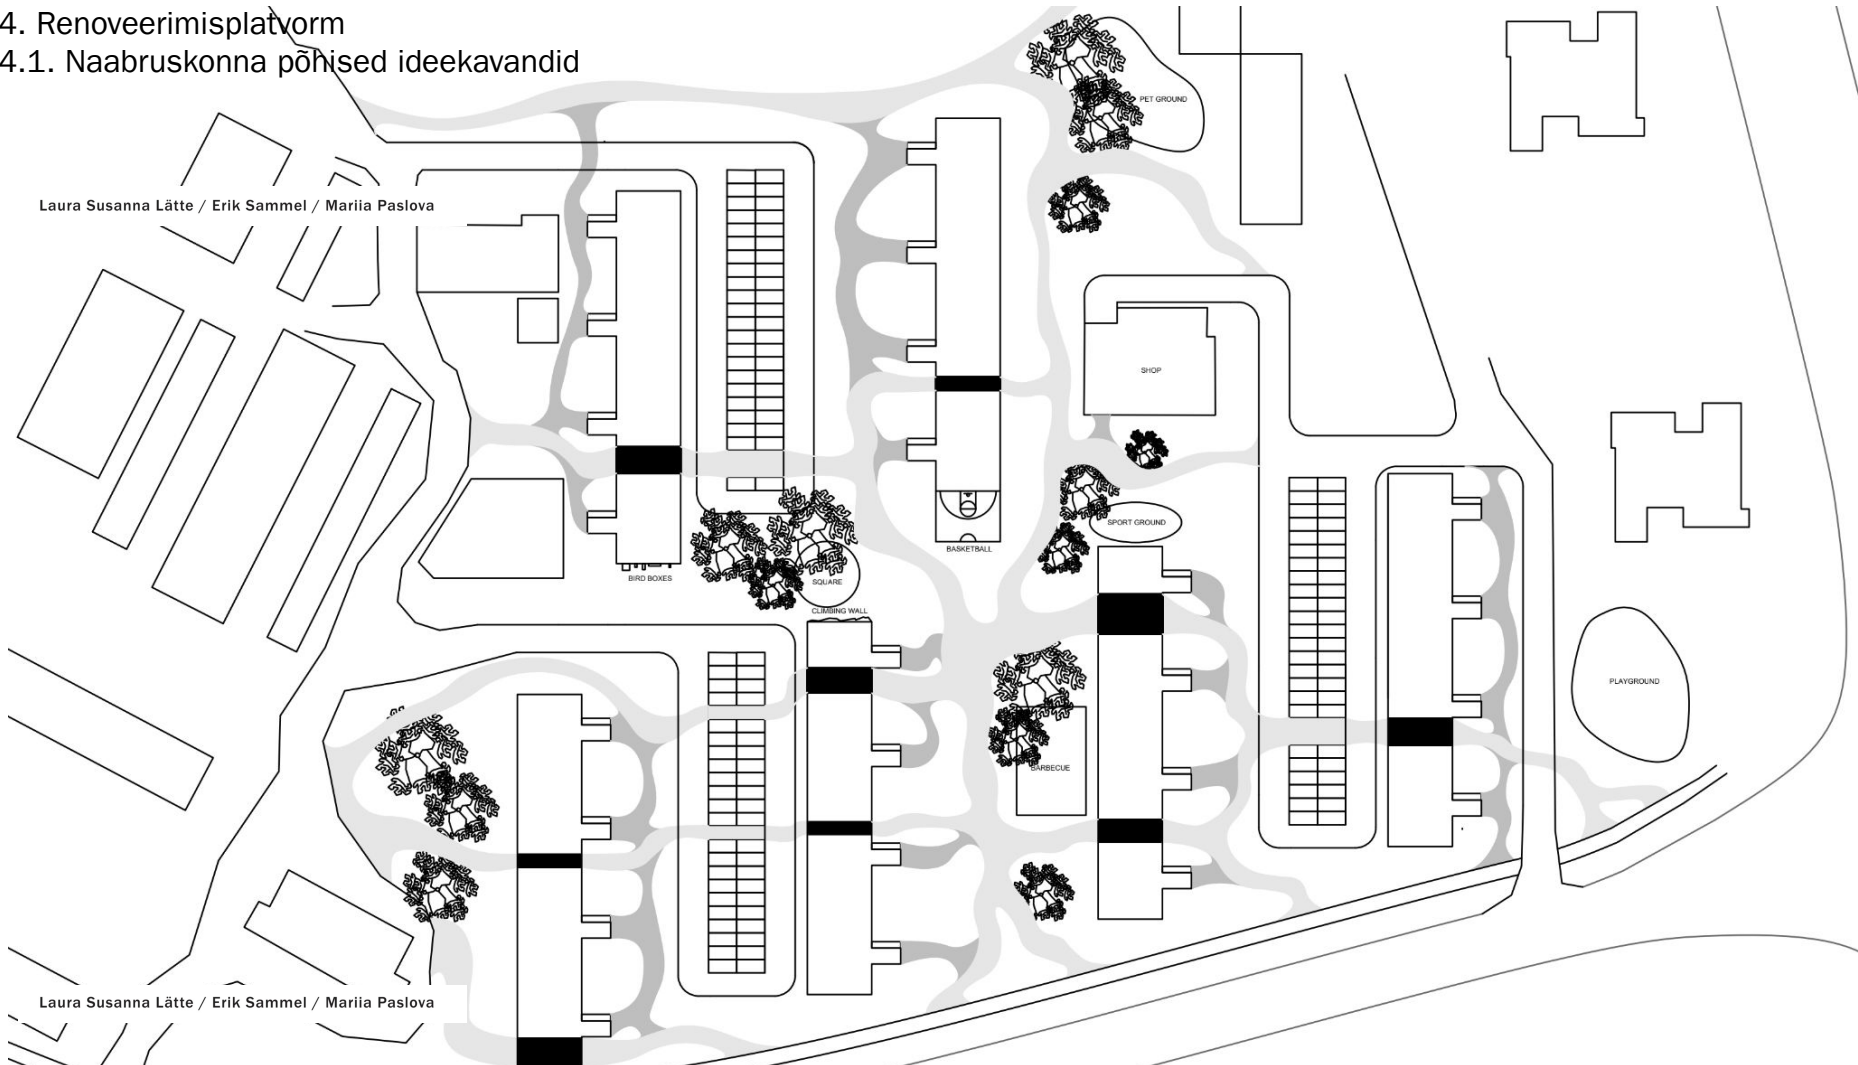 4. Renoveerimisplatvorm
4.1. Naabruskonna põhised ideekavandid
PET GROUND
Laura Susanna Lätte / Erik Sammel / Mariia Paslova
SHOP
SPORT GROUND
BASKETBALL
BIRD BOXES
SQUARE
CLIMBING WALL
PLAYGROUND
BARBECUE
Laura Susanna Lätte / Erik Sammel / Mariia Paslova